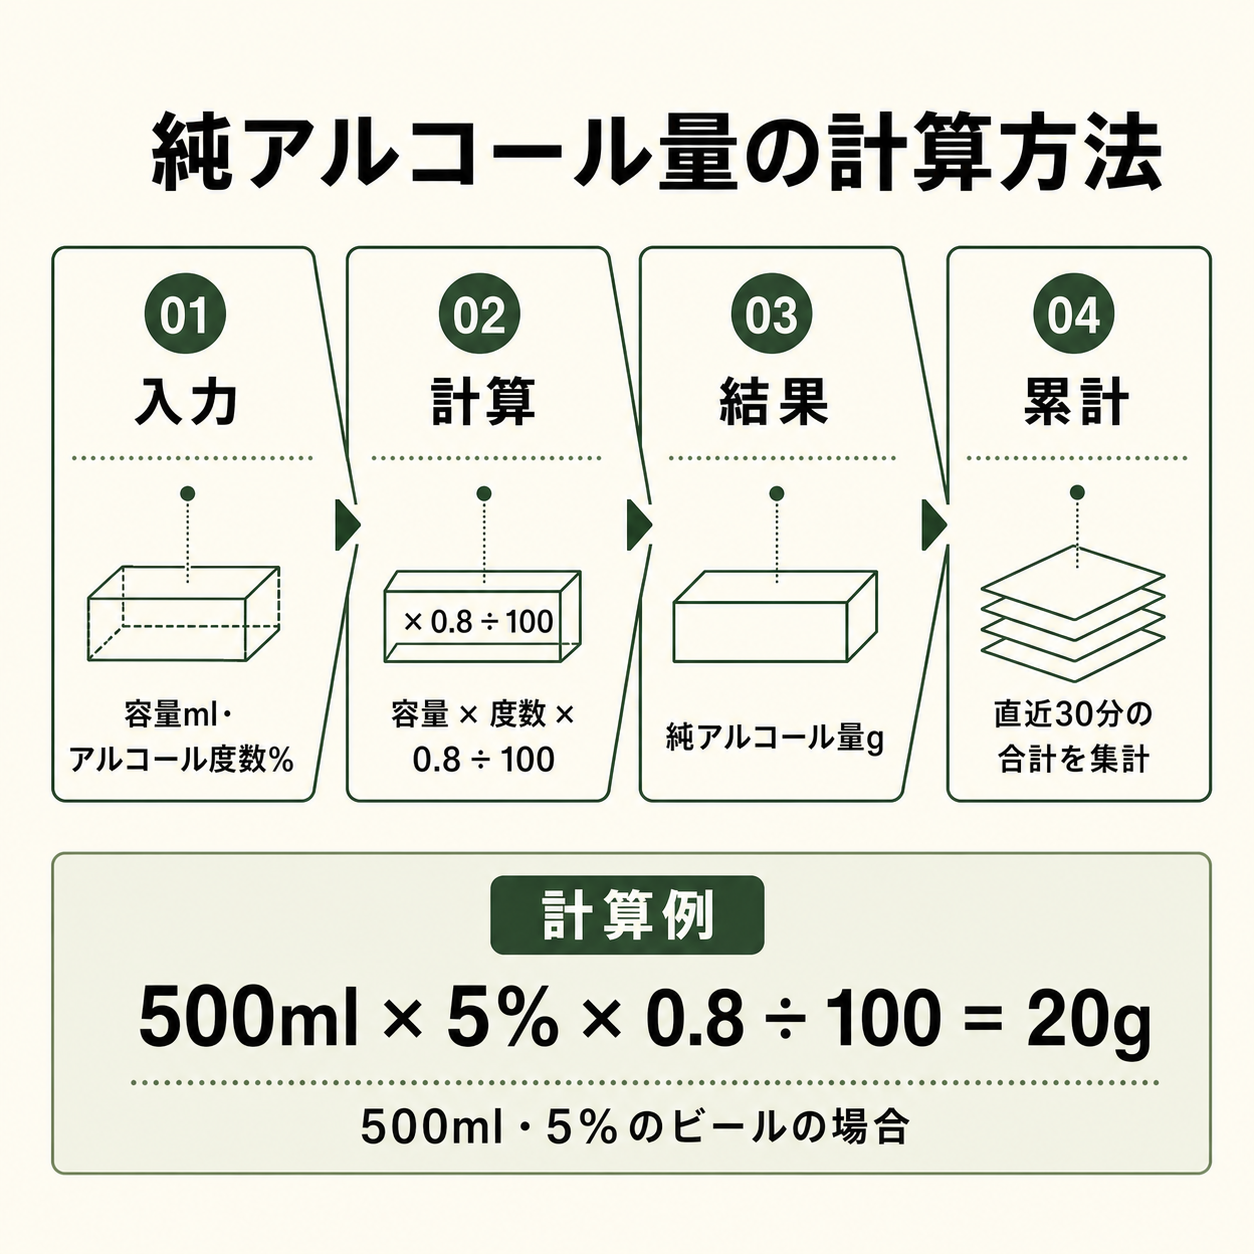 純アルコール量の計算方法
01
入力
容量ml・
アルコール度数%
02
計算
× 0.8 ÷ 100
容量 × 度数 ×
0.8 ÷ 100
03
結果
純アルコール量g
04
累計
直近30分の
合計を集計
計算例
500ml × 5% × 0.8 ÷ 100 = 20g
500ml・5%のビールの場合